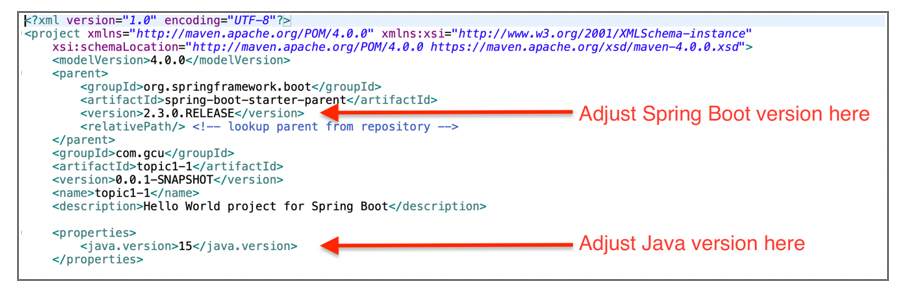 <?xml version="1.0" encoding="UTF-8"?>
<project xmlns="http://maven.apache.org/POM/4.0.0" xmlns:xsi="http://www.w3.org/2001/XMLSchema-instance"
xsi:schemaLocation="http://maven.apache.org/POM/4.0.0 https://maven.apache.org/xsd/maven-4.0.0.xsd">
<modelVersion>4.0.0</modelVersion>
<parent>
<groupId>org.springframework.boot</groupId>
<artifactId>spring-boot-starter-parent</artifactId>
<version>2.3.0.RELEASE</version> Adjust Spring Boot version here
<relativePath/> <!-- lookup parent from repository -->
</parent>
<groupId>com.gcu</groupId>
<artifactId>topic1-1</artifactId>
<version>0.0.1-SNAPSHOT</version>
<name>topic1-1</name>
<description>Hello World project for Spring Boot</description>
<properties>
<java.version>15</java.version> Adjust Java version here
</properties>